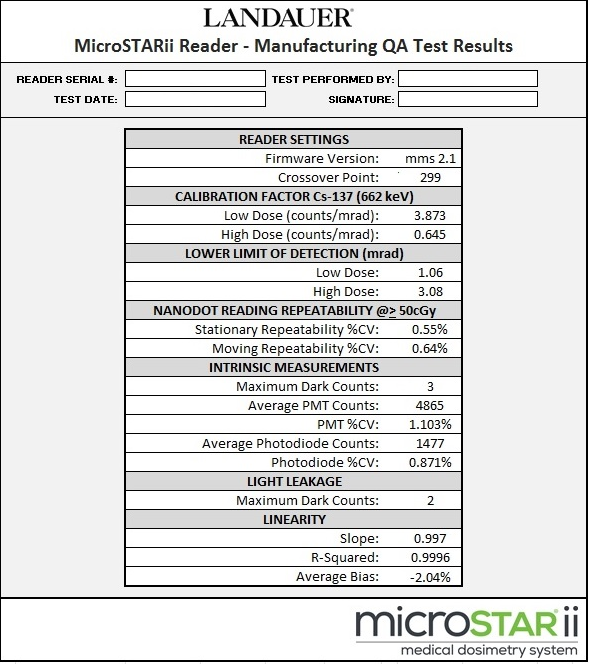 LANDAUER®
MicroSTARii Reader - Manufacturing QA Test Results
READER SERIAL #: TEST PERFORMED BY:
TEST DATE: SIGNATURE:
READER SETTINGS
Firmware Version: mms 2.1
Crossover Point: 299
CALIBRATION FACTOR Cs-137 (662 keV)
Low Dose (counts/mrad): 3.873
High Dose (counts/mrad): 0.645
LOWER LIMIT OF DETECTION (mrad)
Low Dose: 1.06
High Dose: 3.08
NANODOT READING REPEATABILITY @≥ 50cGy
Stationary Repeatability %CV: 0.55%
Moving Repeatability %CV: 0.64%
INTRINSIC MEASUREMENTS
Maximum Dark Counts: 3
Average PMT Counts: 4865
PMT %CV: 1.103%
Average Photodiode Counts: 1477
Photodiode %CV: 0.871%
LIGHT LEAKAGE
Maximum Dark Counts: 2
LINEARITY
Slope: 0.997
R-Squared: 0.9996
Average Bias: -2.04%
microSTAR®ii
medical dosimetry system